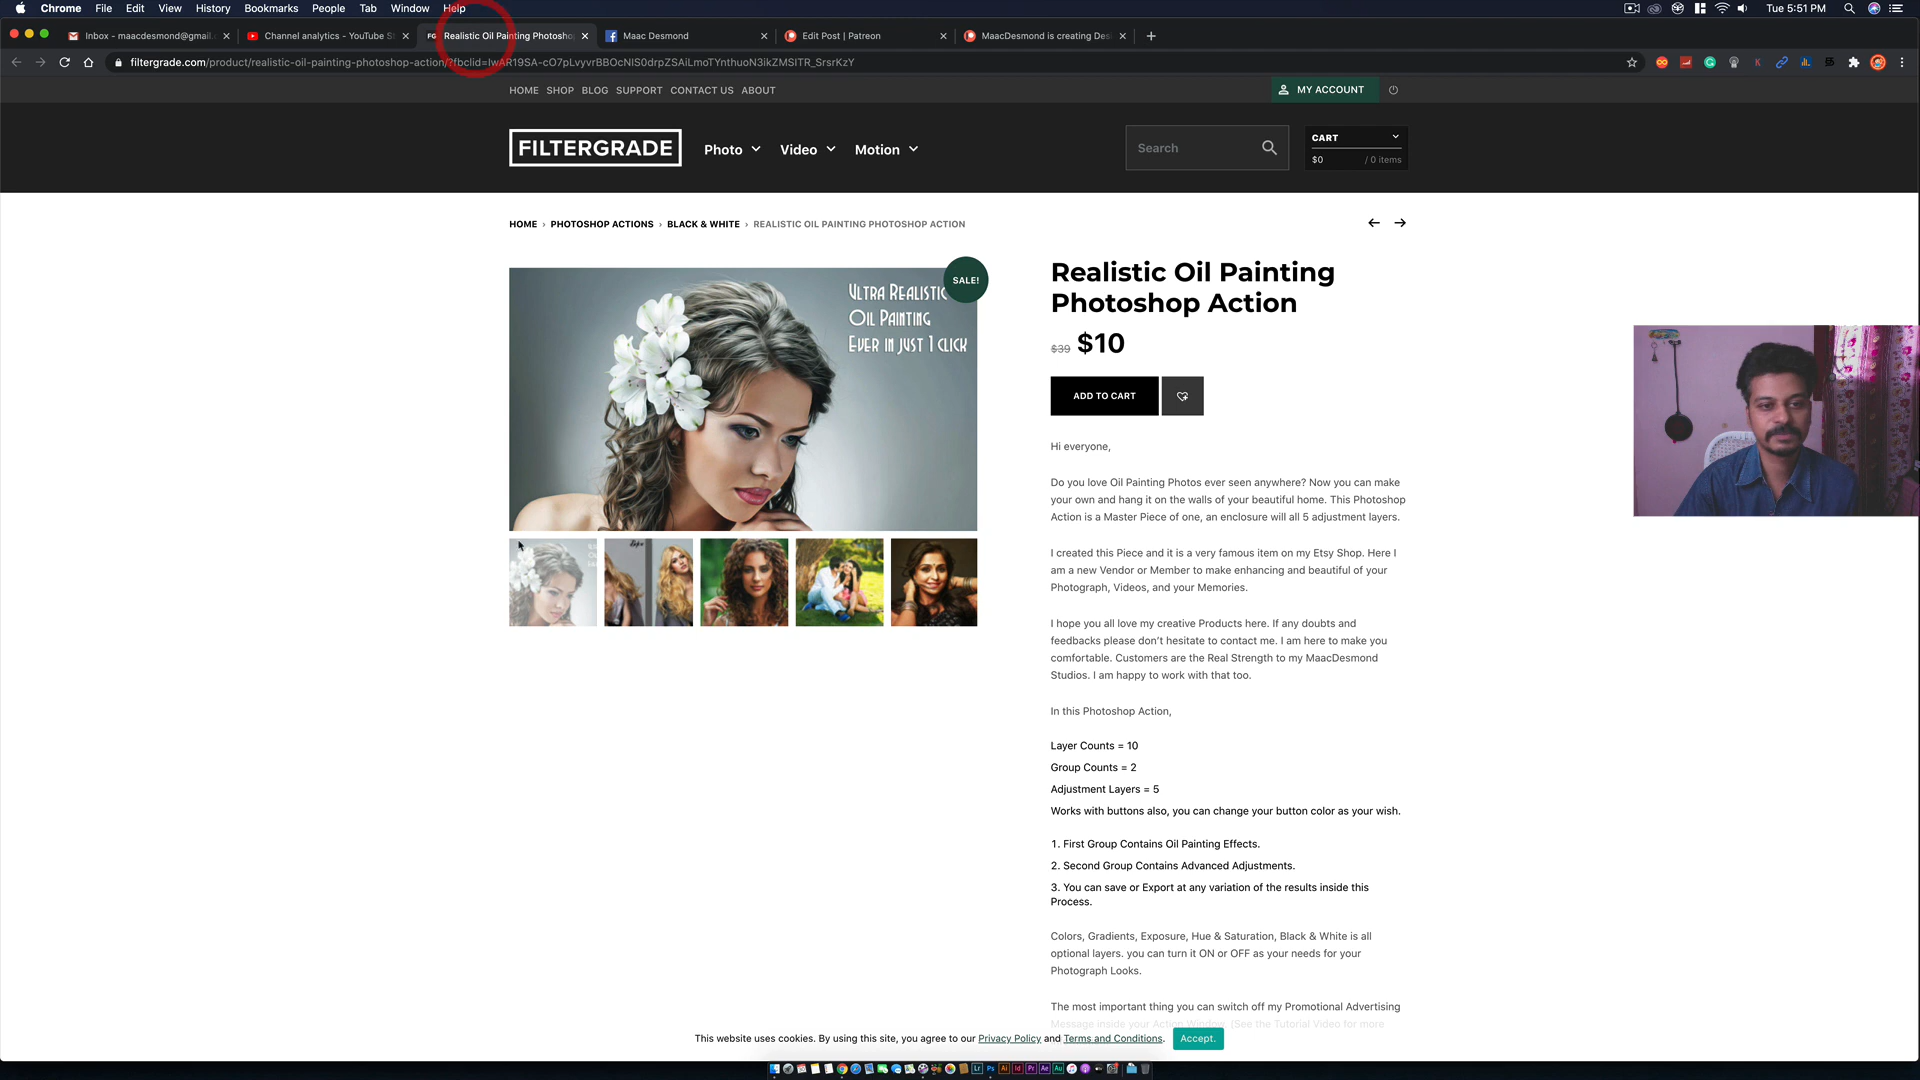 Chrome File Edit View History Bookmarks People Tab Window Help Tue 5:51 PM
Inbox - maacdesmond@gmail. Channel analytics - YouTube St FG Realistic Oil Painting Photosho Maac Desmond Edit Post | Patreon MaacDesmond is creating Des
filtergrade.com/product/realistic-oil-painting-photoshop-action/?fbclid=
HOME SHOP BLOG SUPPORT CONTACT US ABOUT MY ACCOUNT
FILTERGRADE Photo Video Motion Search CART
$0 / 0 items
HOME › PHOTOSHOP ACTIONS › BLACK & WHITE › REALISTIC OIL PAINTING PHOTOSHOP ACTION
SALE!
Ultra Realistic
Oil Painting
Ever in just 1 click
Realistic Oil Painting
Photoshop Action
$39 $10
ADD TO CART
Hi everyone,
Do you love Oil Painting Photos ever seen anywhere? Now you can make
your own and hang it on the walls of your beautiful home. This Photoshop
Action is a Master Piece of one, an enclosure will all 5 adjustment layers.
I created this Piece and it is a very famous item on my Etsy Shop. Here I
am a new Vendor or Member to make enhancing and beautiful of your
Photograph, Videos, and your Memories.
I hope you all love my creative Products here. If any doubts and
feedbacks please don't hesitate to contact me. I am here to make you
comfortable. Customers are the Real Strength to my MaacDesmond
Studios. I am happy to work with that too.
In this Photoshop Action,
Layer Counts = 10
Group Counts = 2
Adjustment Layers = 5
Works with buttons also, you can change your button color as your wish.
1. First Group Contains Oil Painting Effects.
2. Second Group Contains Advanced Adjustments.
3. You can save or Export at any variation of the results inside this
Process.
Colors, Gradients, Exposure, Hue & Saturation, Black & White is all
optional layers. you can turn it ON or OFF as your needs for your
Photograph Looks.
The most important thing you can switch off my Promotional Advertising
Message inside your Action Window. (See the Tutorial Video for more
This website uses cookies. By using this site, you agree to our Privacy Policy and Terms and Conditions. Accept.
Lr Ps Ai Id Pr Ae Au